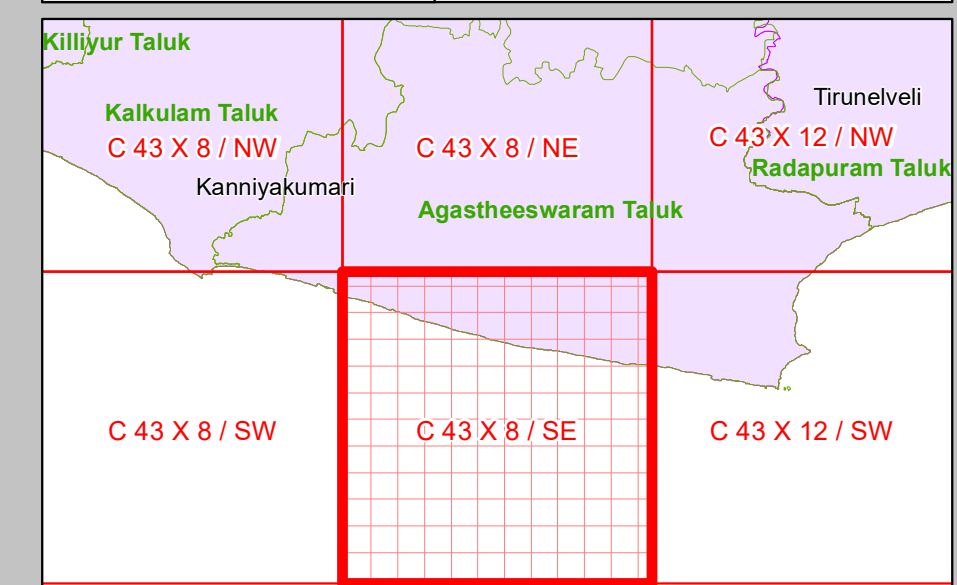 Killiyur Taluk
Kalkulam Taluk
C 43 X 8 / NW
Kanniyakumari
C 43 X 8 / NE
Agastheeswaram Taluk
Tirunelveli
C 43 X 12 / NW
Radapuram Taluk
C 43 X 8 / SW
C 43 X 8 / SE
C 43 X 12 / SW